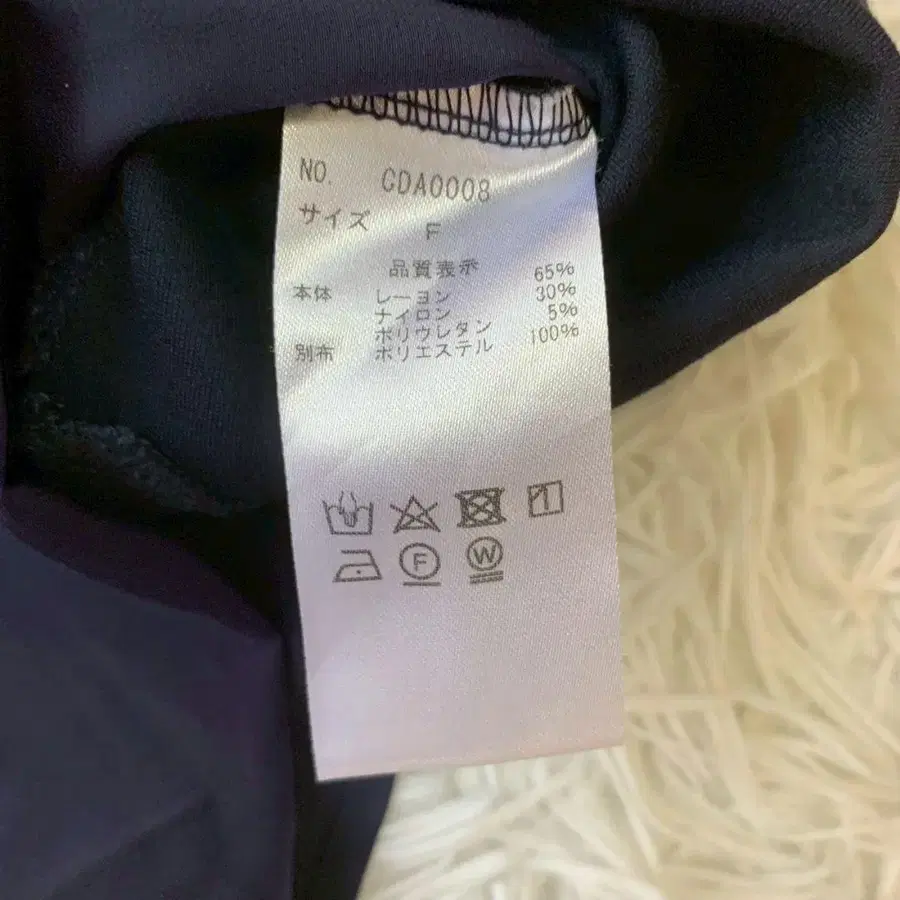 NO. CDA0008
サイズ F
品質表示
本体 レーヨン 65%
ナイロン 30%
ポリウレタン 5%
別布 ポリエステル 100%
F W